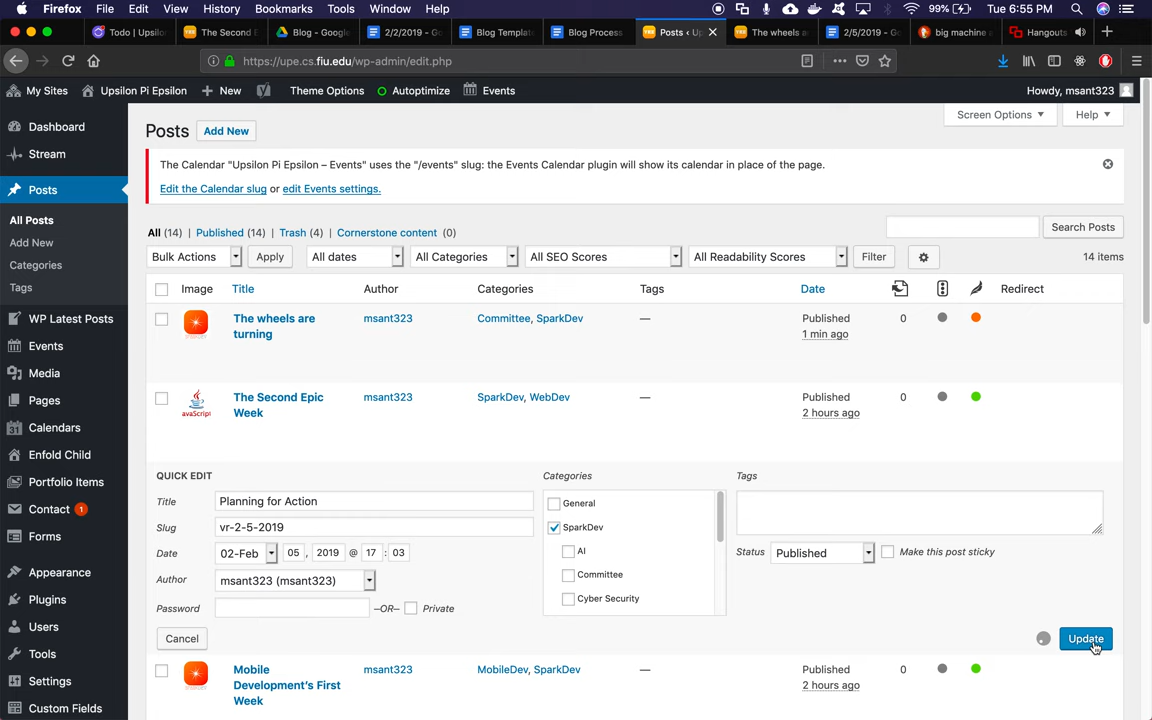 Firefox File Edit View History Bookmarks Tools Window Help 99% Tue 6:55 PM
Todo | Upsilon The Second E Blog - Google 2/2/2019 - Go Blog Template Blog Process Posts ‹ Up The wheels a 2/5/2019 - Go big machine a Hangouts
https://upe.cs.fiu.edu/wp-admin/edit.php
My Sites Upsilon Pi Epsilon New Theme Options Autoptimize Events Howdy, msant323
Screen Options Help
Dashboard
Stream
Posts
All Posts
Add New
Categories
Tags
WP Latest Posts
Events
Media
Pages
Calendars
Enfold Child
Portfolio Items
Contact 1
Forms
Appearance
Plugins
Users
Tools
Settings
Custom Fields
Posts Add New
The Calendar "Upsilon Pi Epsilon – Events" uses the "/events" slug: the Events Calendar plugin will show its calendar in place of the page.
Edit the Calendar slug or edit Events settings.
All (14) | Published (14) | Trash (4) | Cornerstone content (0)
Search Posts
Bulk Actions Apply All dates All Categories All SEO Scores All Readability Scores Filter 14 items
Image Title Author Categories Tags Date Redirect
The wheels are turning msant323 Committee, SparkDev — Published 1 min ago 0
avaScript The Second Epic Week msant323 SparkDev, WebDev — Published 2 hours ago 0
QUICK EDIT
Title Planning for Action
Slug vr-2-5-2019
Date 02-Feb 05 , 2019 @ 17 : 03
Author msant323 (msant323)
Password –OR– Private
Categories
General
SparkDev
AI
Committee
Cyber Security
Tags
Status Published Make this post sticky
Cancel Update
Mobile Development's First Week msant323 MobileDev, SparkDev — Published 2 hours ago 0